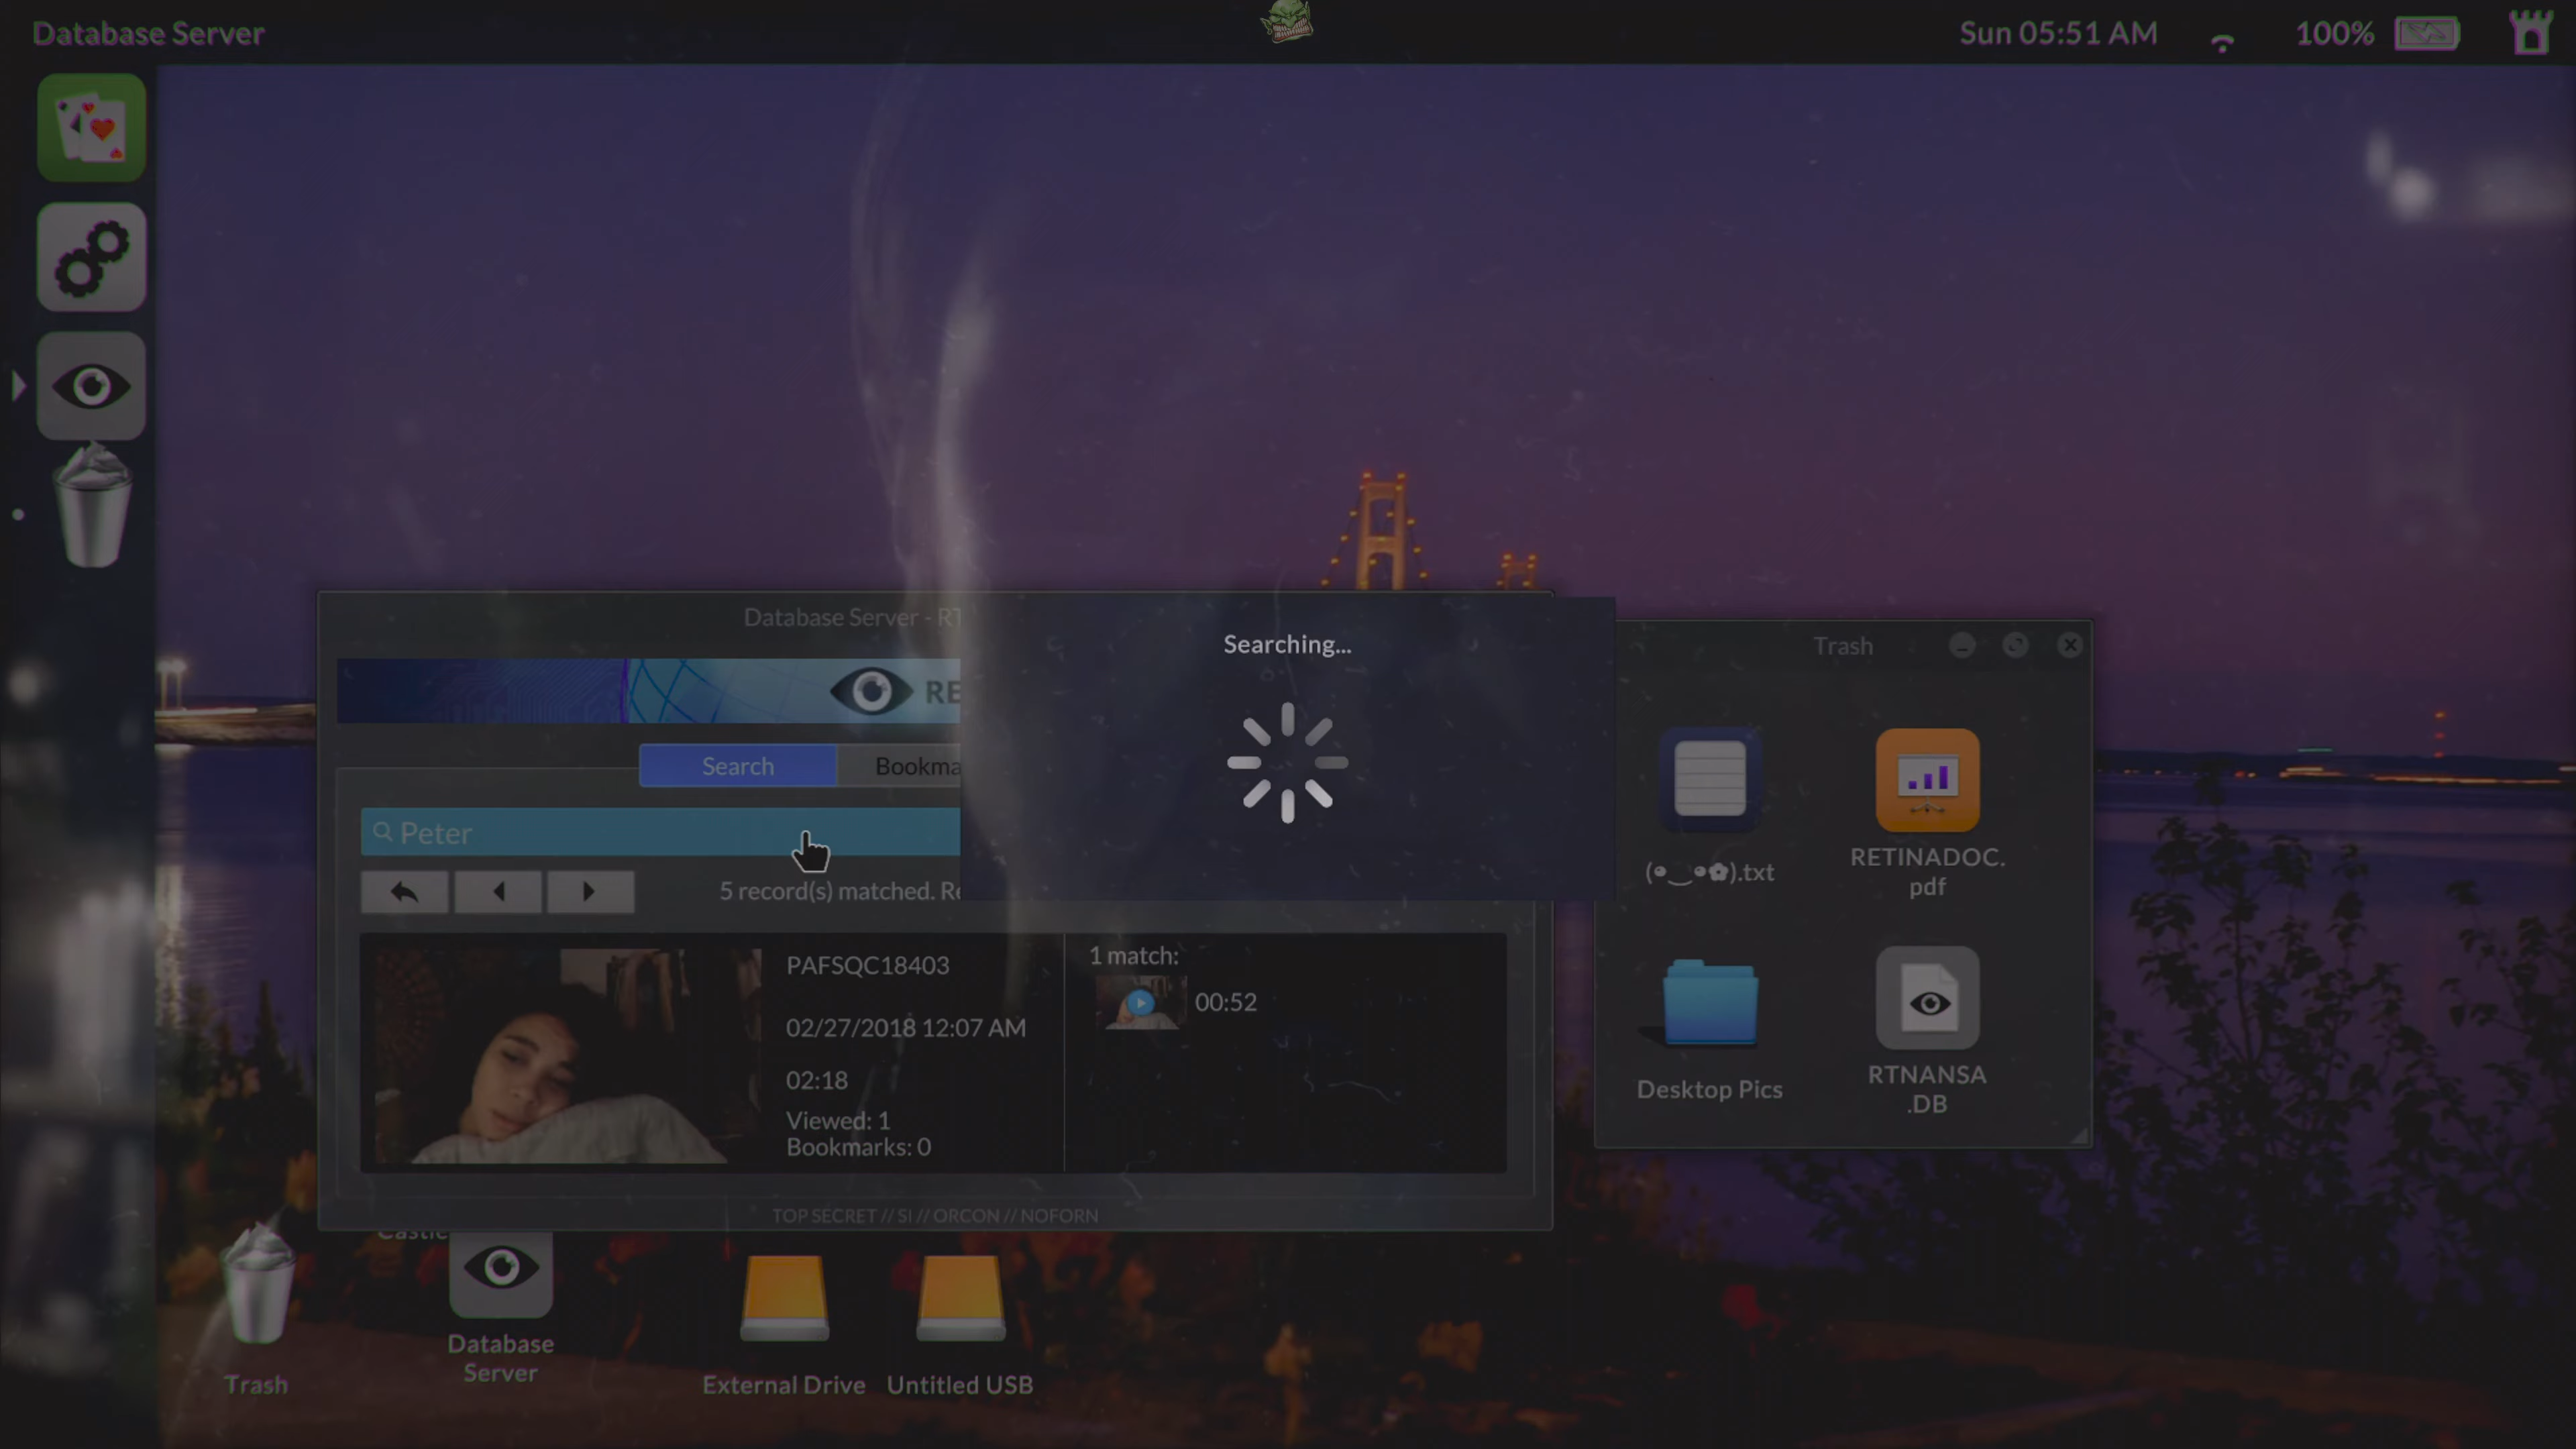 Database Server
Sun 05:51 AM
100%
Database Server - RT
RE
Searching...
Trash
Search
Bookma
Peter
5 record(s) matched. Re
(•‿•✿).txt
RETINADOC.
pdf
PAFSQC18403
1 match:
02/27/2018 12:07 AM
00:52
02:18
Viewed: 1
Bookmarks: 0
Desktop Pics
RTNANSA
.DB
TOP SECRET // SI // ORCON // NOFORN
Castle
Database
Server
Trash
External Drive
Untitled USB